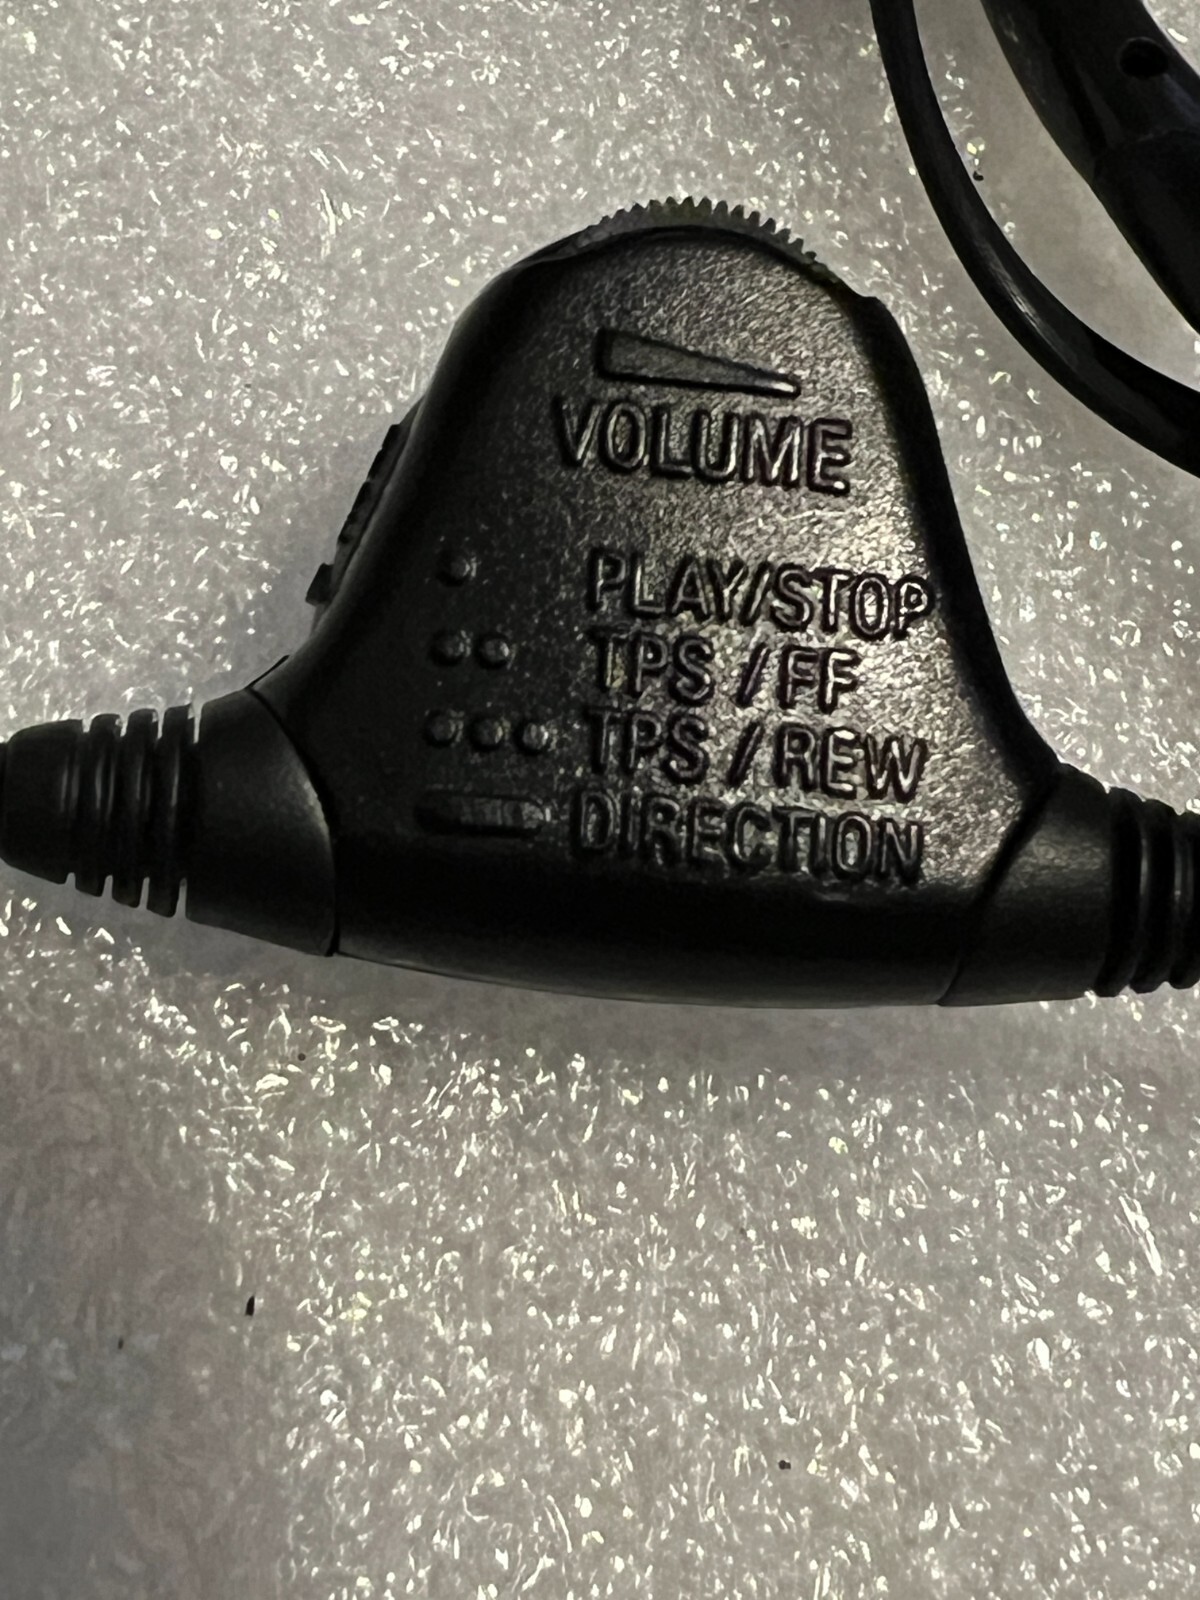 VOLUME
PLAY/STOP
TPS / FF
TPS / REW
DIRECTION